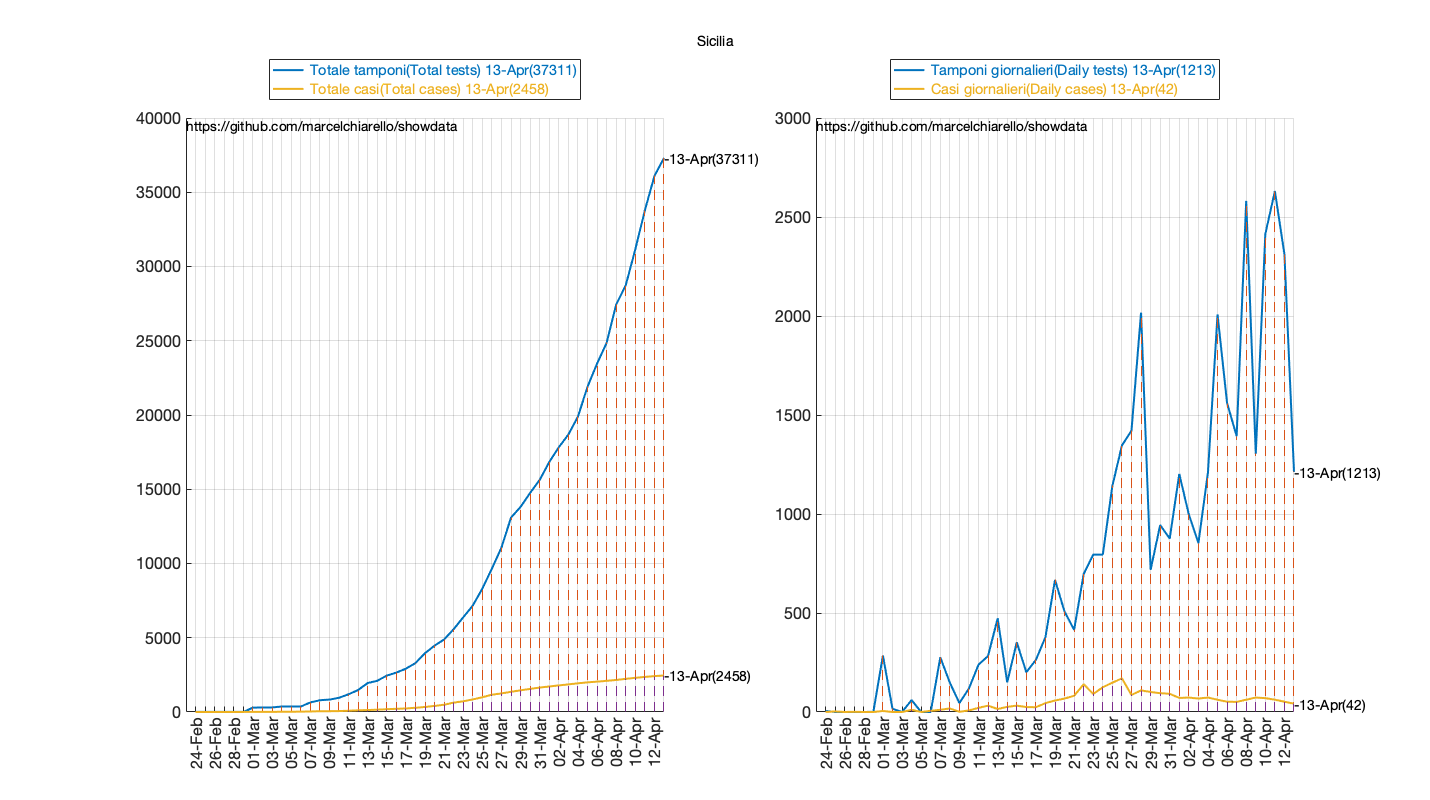 Sicilia
Totale tamponi(Total tests) 13-Apr(37311)
Totale casi(Total cases) 13-Apr(2458)
40000
https://github.com/marcelchiarello/showdata
35000
30000
25000
20000
15000
10000
5000
0
-13-Apr(37311)
-13-Apr(2458)
24-Feb
26-Feb
28-Feb
01-Mar
03-Mar
05-Mar
07-Mar
09-Mar
11-Mar
13-Mar
15-Mar
17-Mar
19-Mar
21-Mar
23-Mar
25-Mar
27-Mar
29-Mar
31-Mar
02-Apr
04-Apr
06-Apr
08-Apr
10-Apr
12-Apr
Tamponi giornalieri(Daily tests) 13-Apr(1213)
Casi giornalieri(Daily cases) 13-Apr(42)
3000
https://github.com/marcelchiarello/showdata
2500
2000
1500
1000
500
0
-13-Apr(1213)
-13-Apr(42)
24-Feb
26-Feb
28-Feb
01-Mar
03-Mar
05-Mar
07-Mar
09-Mar
11-Mar
13-Mar
15-Mar
17-Mar
19-Mar
21-Mar
23-Mar
25-Mar
27-Mar
29-Mar
31-Mar
02-Apr
04-Apr
06-Apr
08-Apr
10-Apr
12-Apr